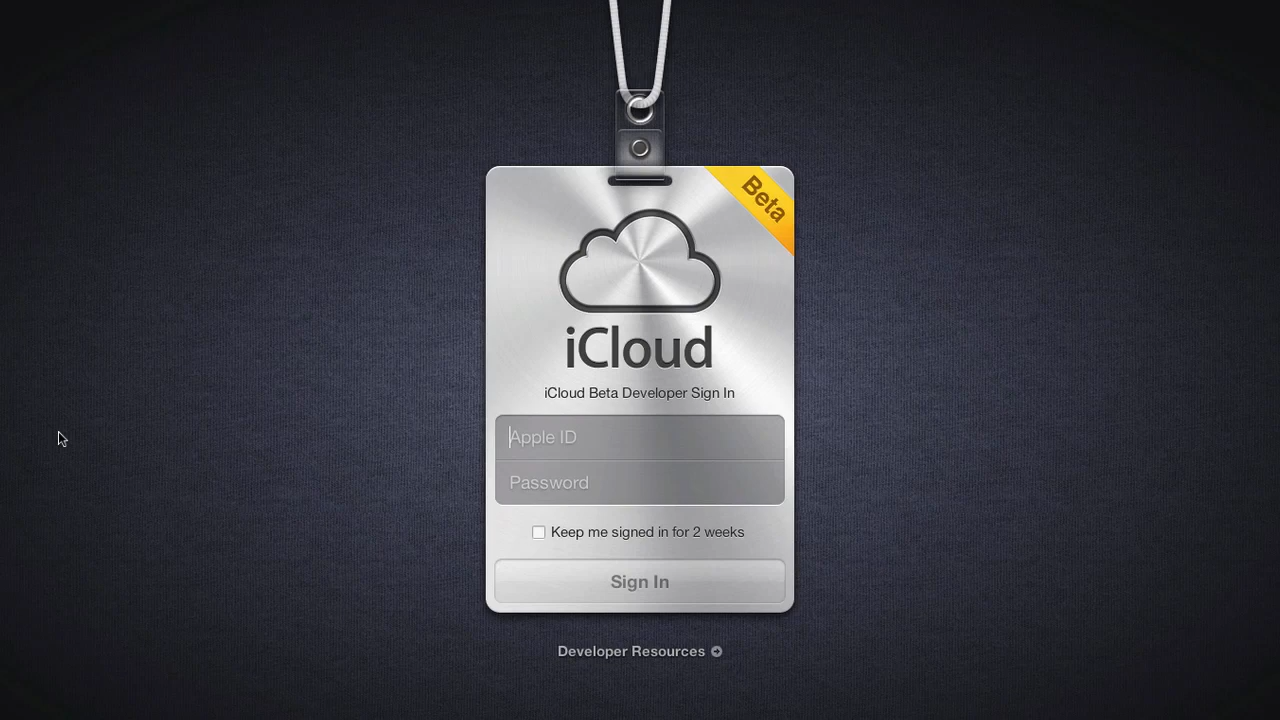 Beta
iCloud
iCloud Beta Developer Sign In
Apple ID
Password
Keep me signed in for 2 weeks
Sign In
Developer Resources